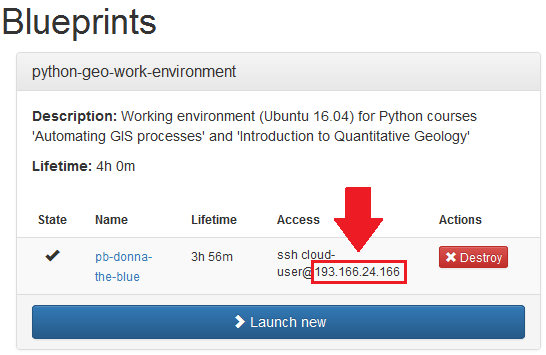 Blueprints
python-geo-work-environment
Description: Working environment (Ubuntu 16.04) for Python courses
'Automating GIS processes' and 'Introduction to Quantitative Geology'
Lifetime: 4h 0m
State Name Lifetime Access Actions
pb-donna-
the-blue
3h 56m
ssh cloud-
user@193.166.24.166
Destroy
Launch new